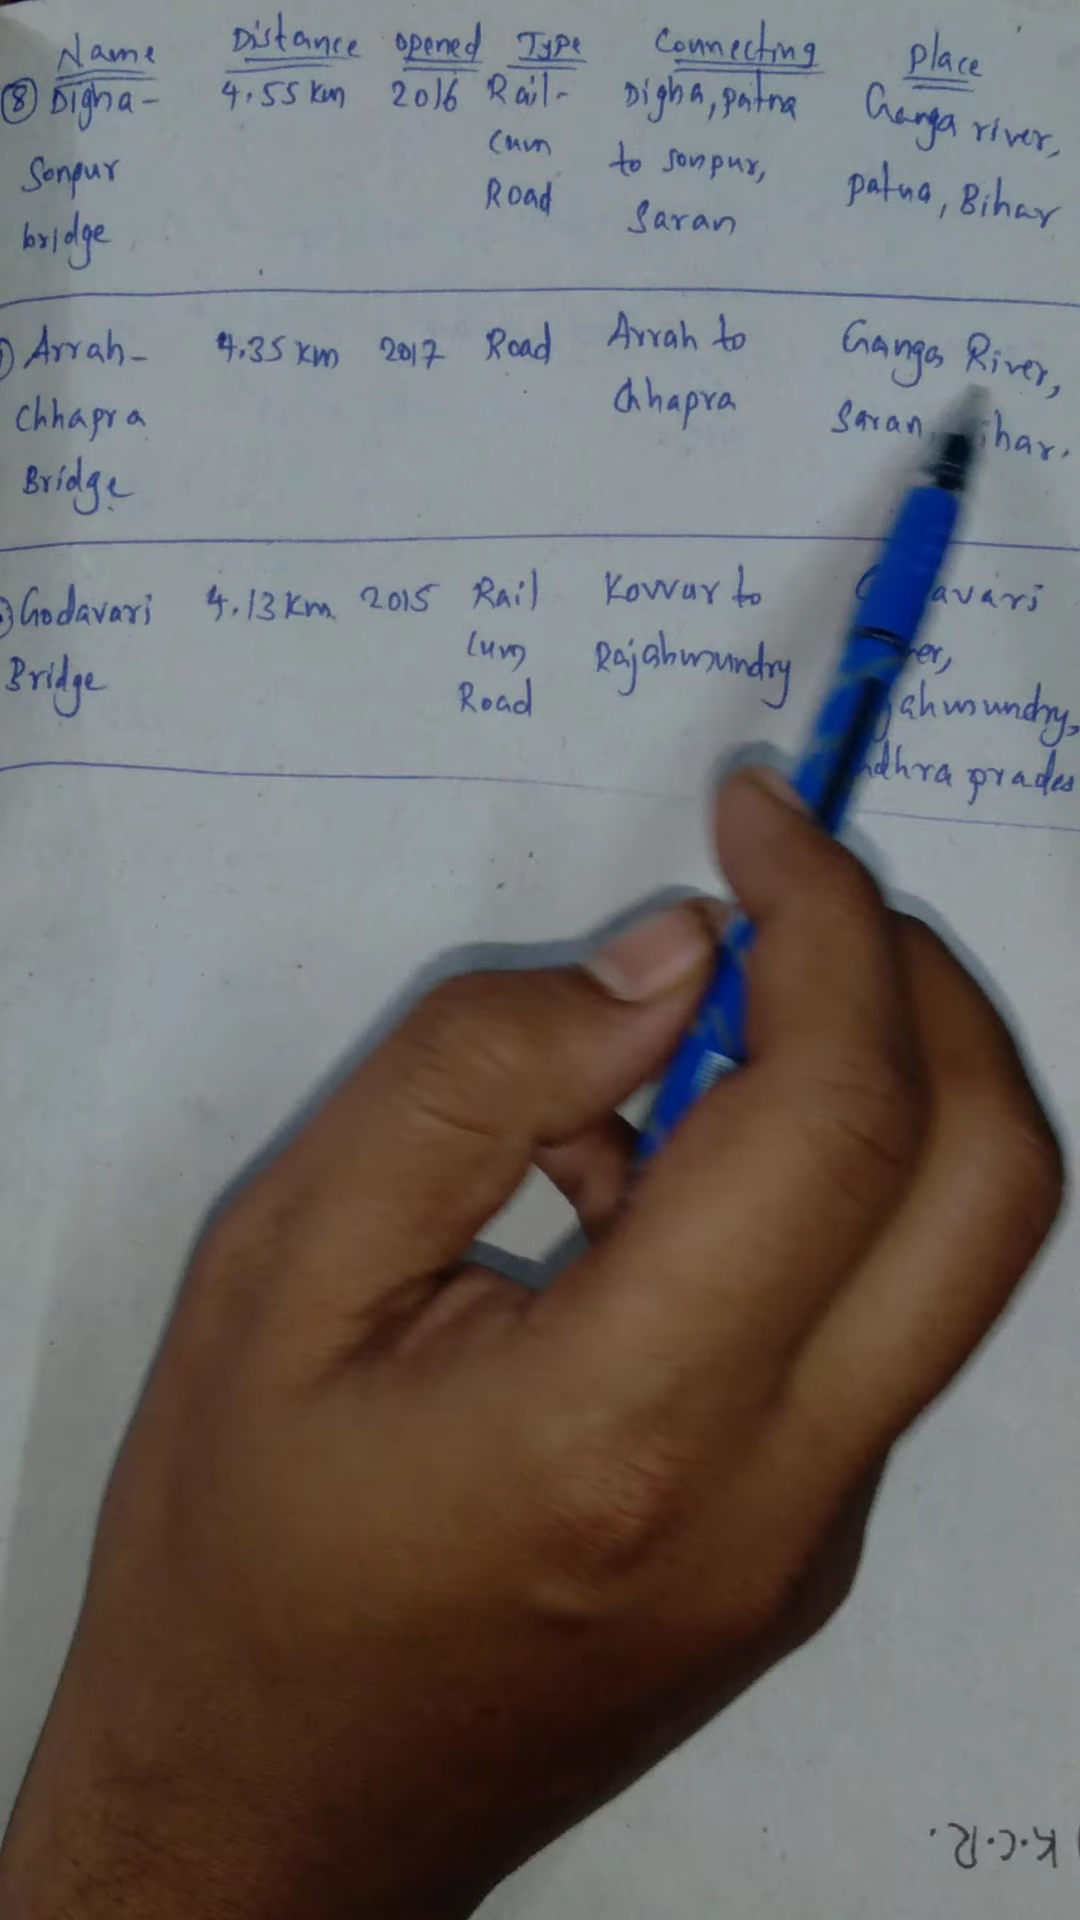 Name Distance opened Type Connecting place
⑧ Digha- 4.55 km 2016 Rail- Digha, patna Ganga river,
Sonpur cum to sonpur, patna, Bihar
bridge Road Saran
Arrah- 4.35 km 2017 Road Arrah to Ganga River,
Chhapra Chhapra Saran,
Bridge
Godavari 4.13 km 2015 Rail Kovvur to
Bridge cum Rajahmundry
Road
K.C.R.